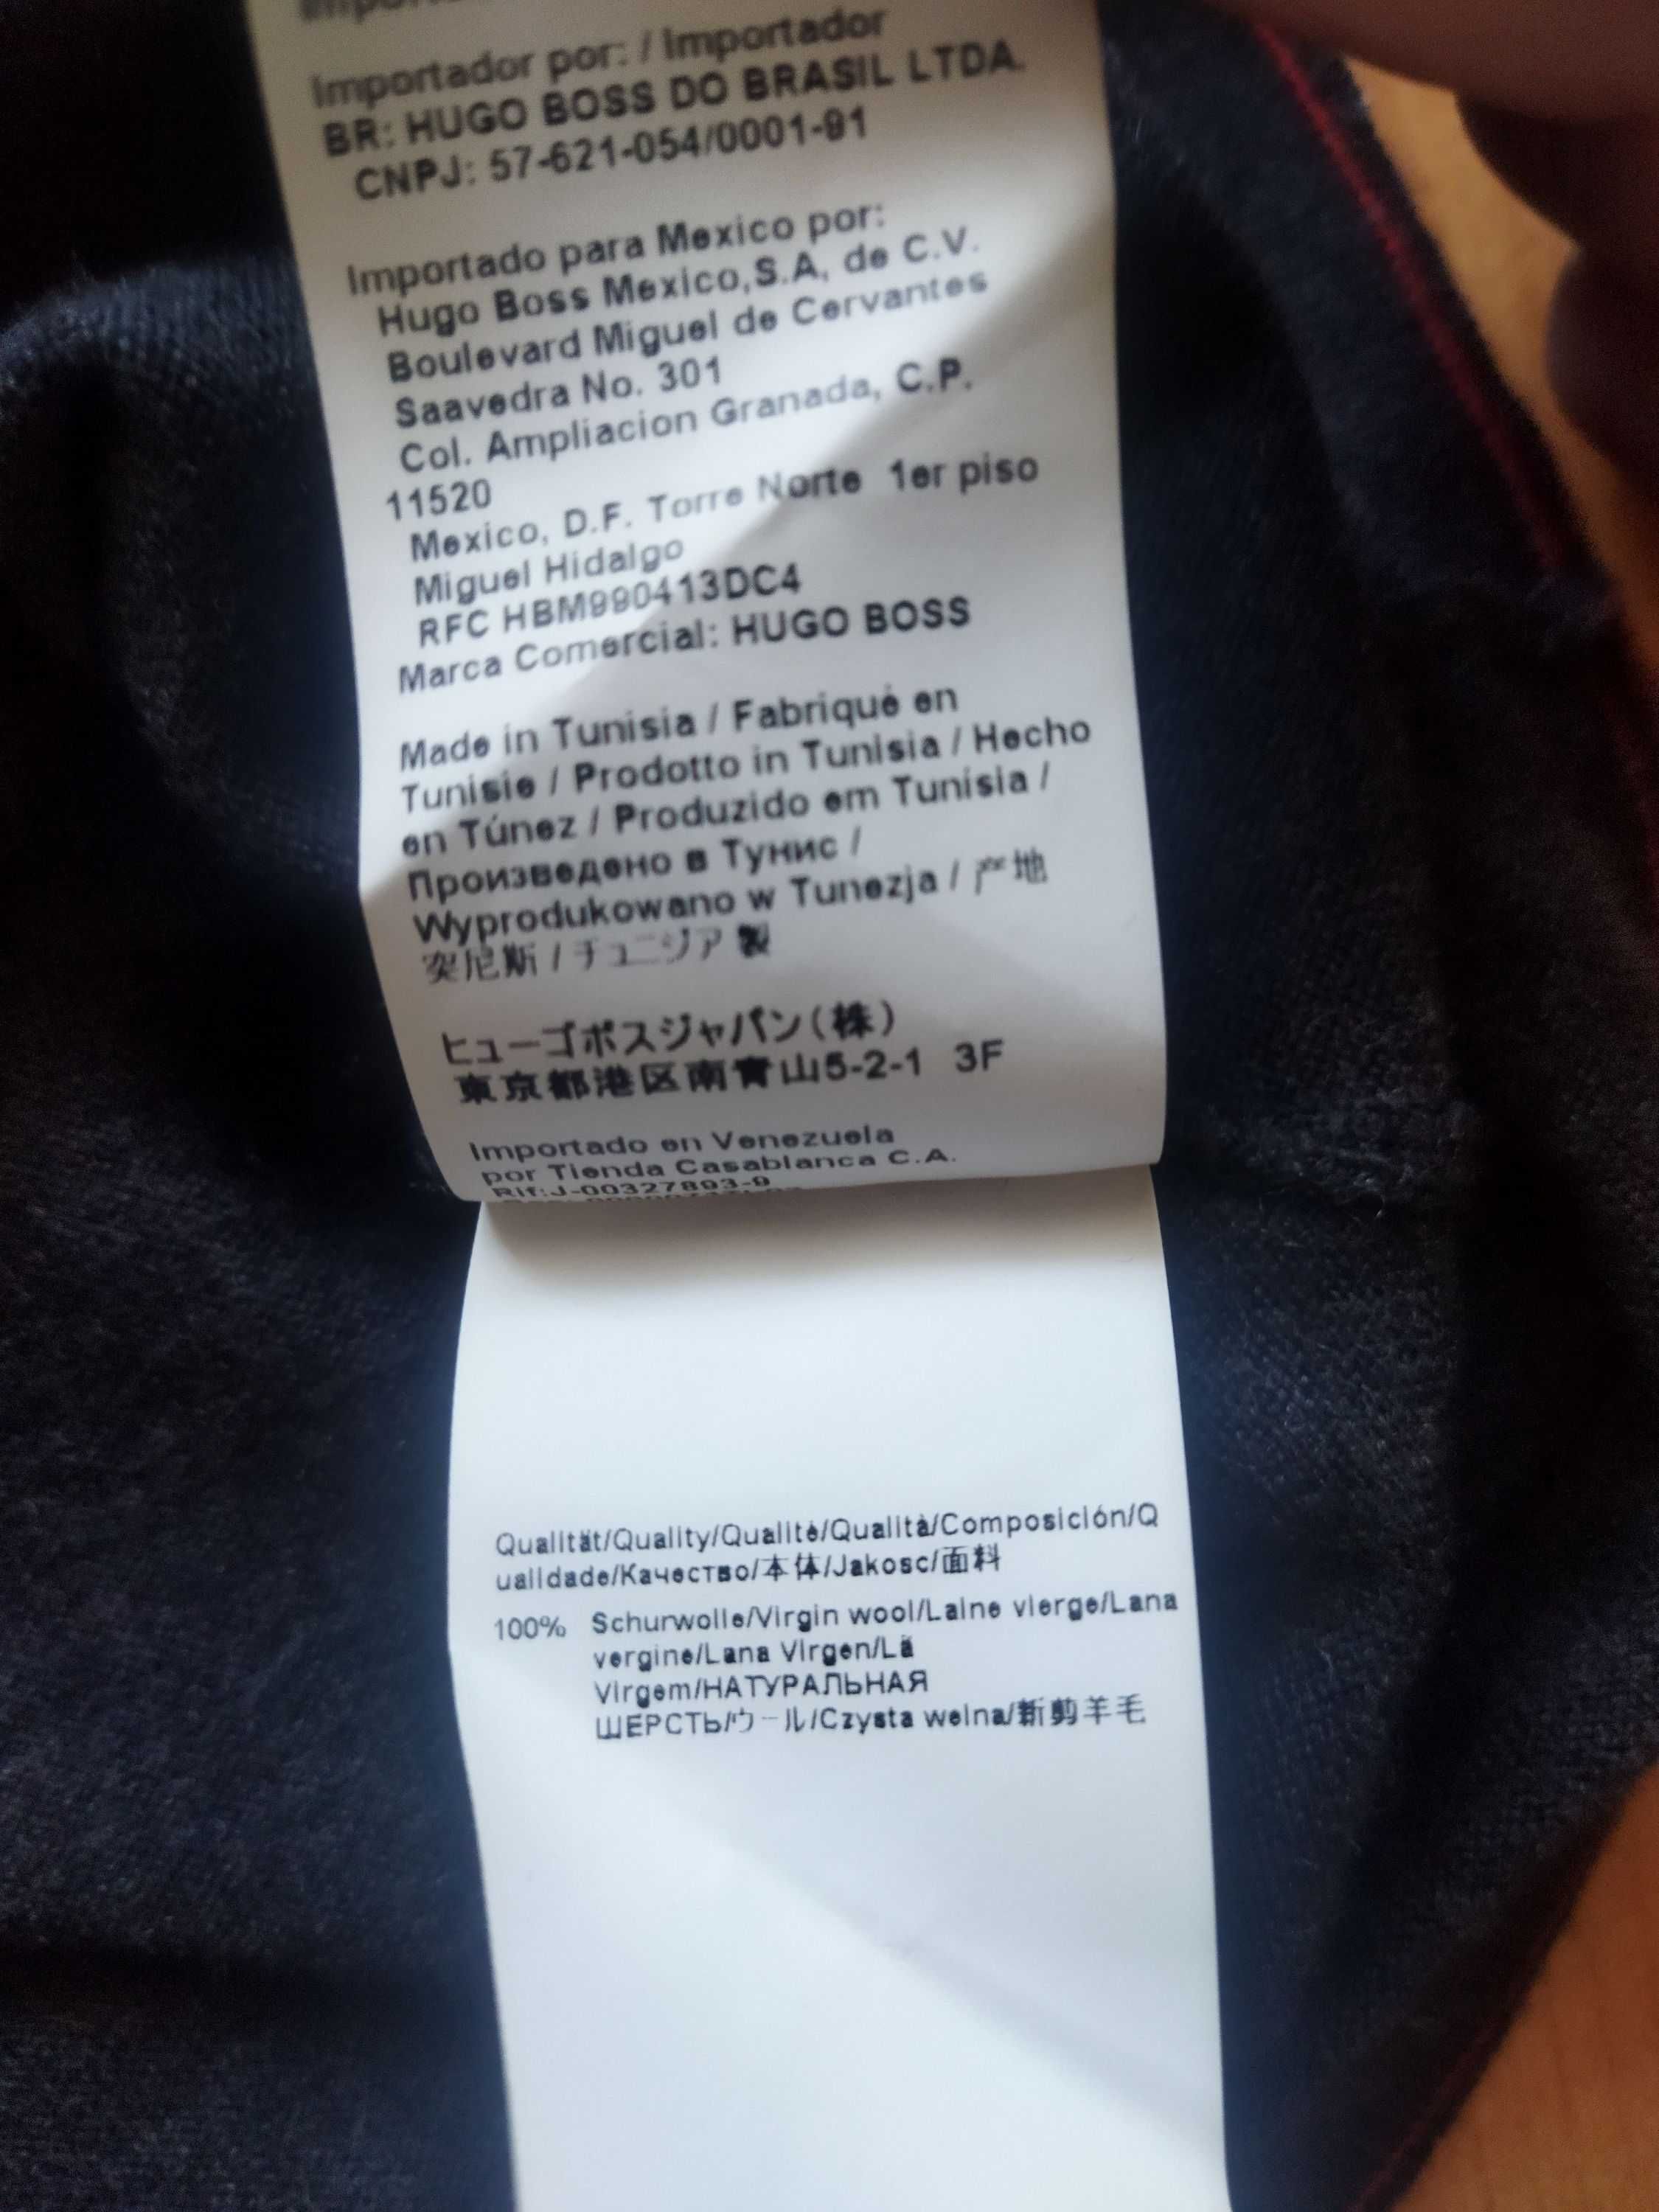 Importador por: / Importador
BR: HUGO BOSS DO BRASIL LTDA.
CNPJ: 57-621-054/0001-91
Importado para Mexico por:
Hugo Boss Mexico,S.A, de C.V.
Boulevard Miguel de Cervantes
Saavedra No. 301
Col. Ampliacion Granada, C.P.
11520
Mexico, D.F. Torre Norte 1er piso
Miguel Hidalgo
RFC HBM990413DC4
Marca Comercial: HUGO BOSS
Made in Tunisia / Fabriqué en
Tunisie / Prodotto in Tunisia / Hecho
en Túnez / Produzido em Tunísia /
Произведено в Тунис /
Wyprodukowano w Tunezja / 产地
突尼斯 / チュニジア 製
ヒューゴボスジャパン(株)
東京都港区南青山5-2-1 3F
Importado en Venezuela
por Tienda Casablanca C.A.
Rif:J-00327893-9
Qualität/Quality/Qualité/Qualità/Composición/Q
ualidade/Качество/本体/Jakosc/面料
100% Schurwolle/Virgin wool/Laine vierge/Lana
vergine/Lana Virgen/Lã
Virgem/НАТУРАЛЬНАЯ
ШЕРСТЬ/ウール/Czysta welna/新剪羊毛